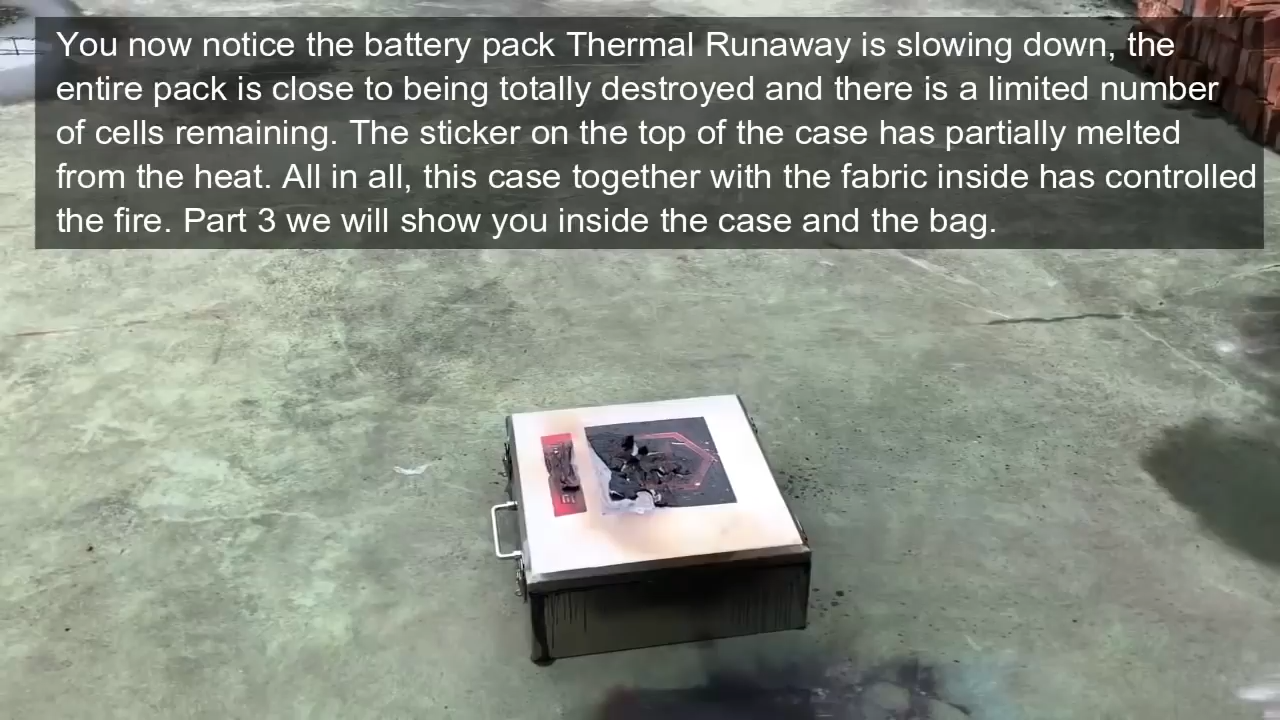 You now notice the battery pack Thermal Runaway is slowing down, the
entire pack is close to being totally destroyed and there is a limited number
of cells remaining. The sticker on the top of the case has partially melted
from the heat. All in all, this case together with the fabric inside has controlled
the fire. Part 3 we will show you inside the case and the bag.